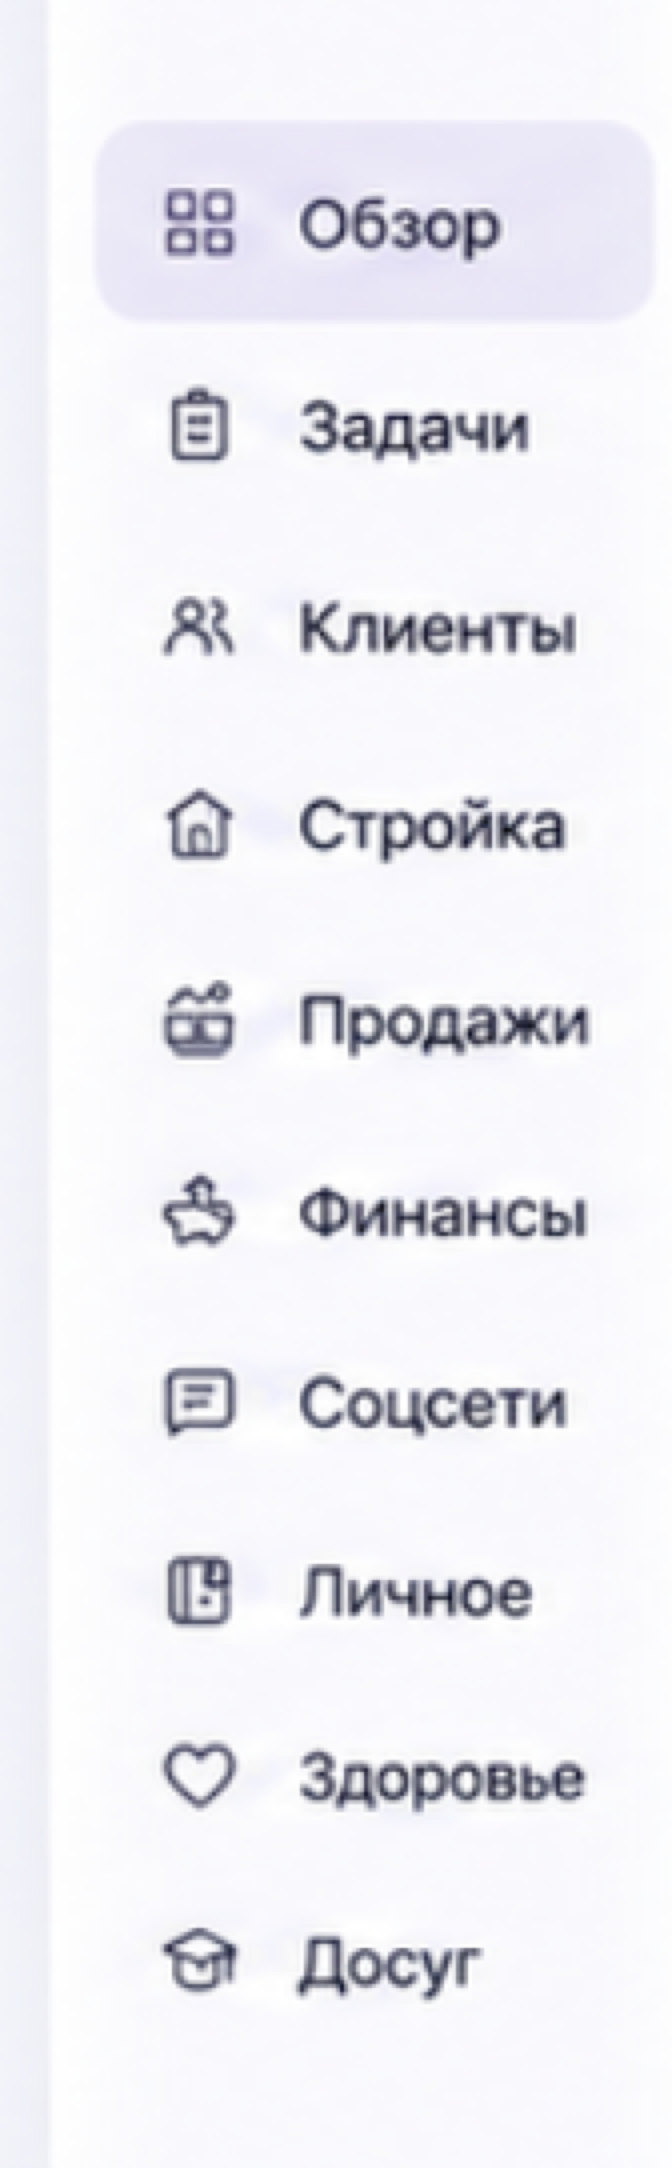 Обзор
Задачи
Клиенты
Стройка
Продажи
Финансы
Соцсети
Личное
Здоровье
Досуг